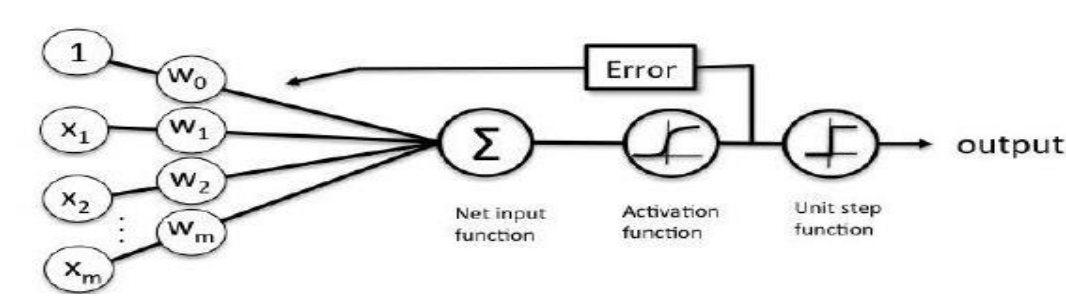 1
w₀
Error
x₁
w₁
Σ
output
x₂
w₂
⋮
wₘ
xₘ
Net input
function
Activation
function
Unit step
function